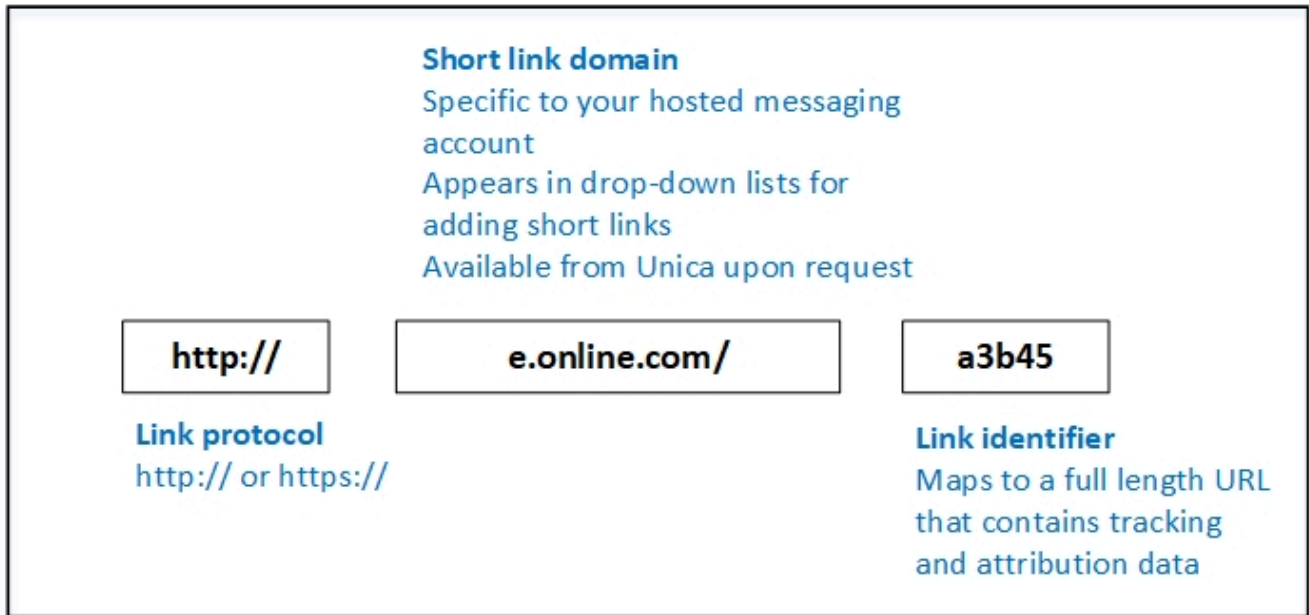 Short link domain
Specific to your hosted messaging
account
Appears in drop-down lists for
adding short links
Available from Unica upon request
http://
e.online.com/
a3b45
Link protocol
http:// or https://
Link identifier
Maps to a full length URL
that contains tracking
and attribution data